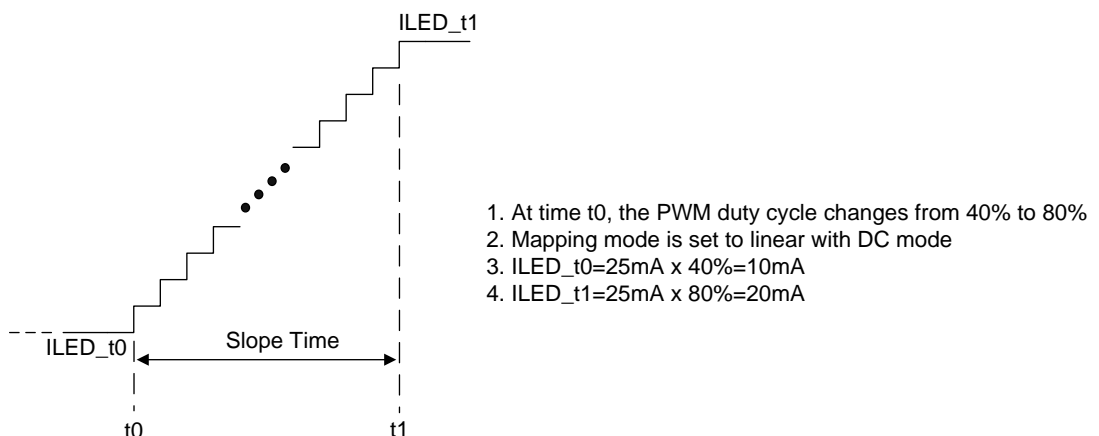 ILED_t1
1. At time t0, the PWM duty cycle changes from 40% to 80%
2. Mapping mode is set to linear with DC mode
3. ILED_t0=25mA x 40%=10mA
4. ILED_t1=25mA x 80%=20mA
ILED_t0
Slope Time
t0
t1